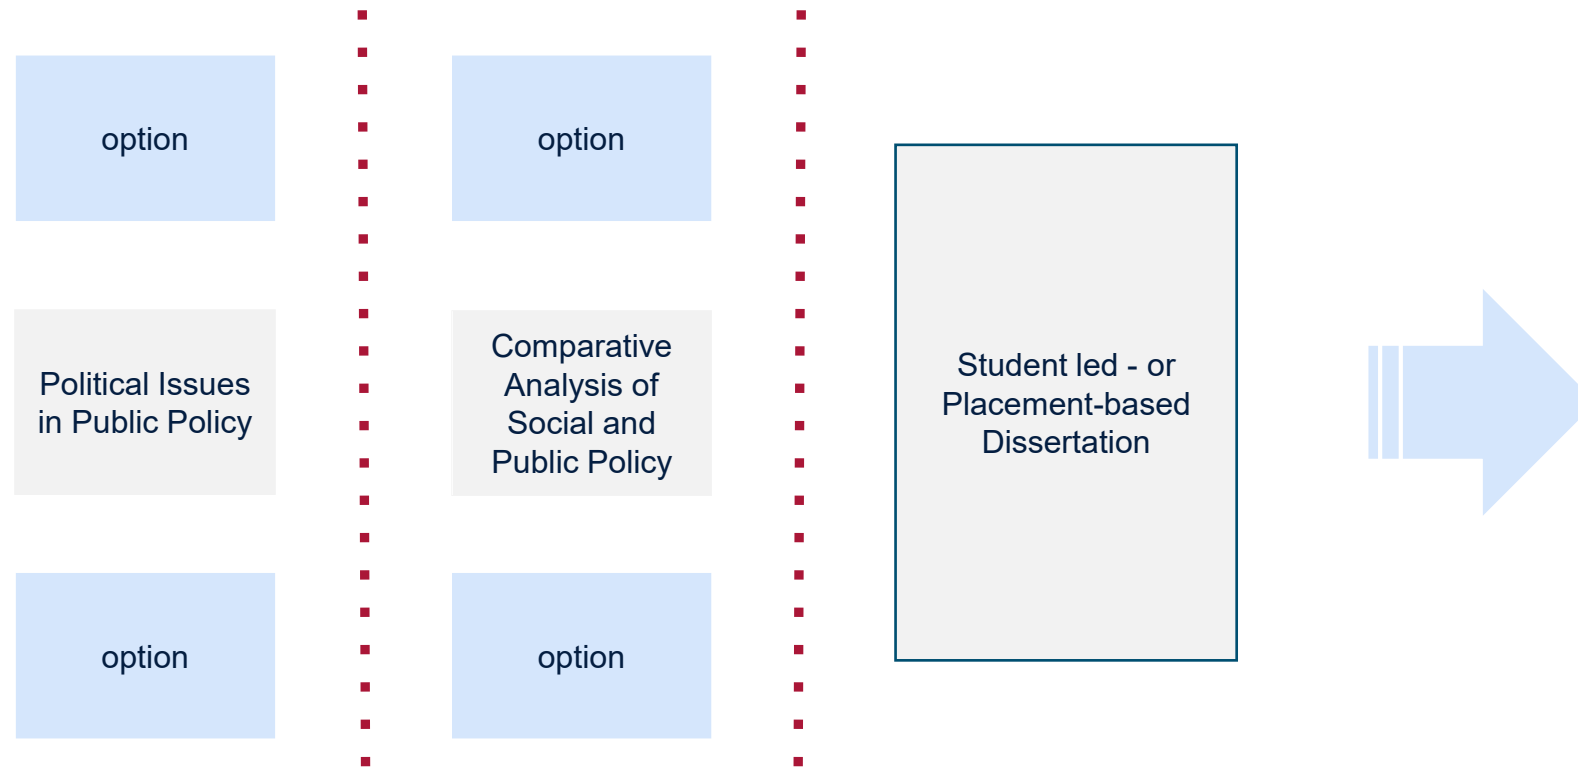 option
Political Issues
in Public Policy
option
option
Comparative
Analysis of
Social and
Public Policy
option
Student led - or
Placement-based
Dissertation